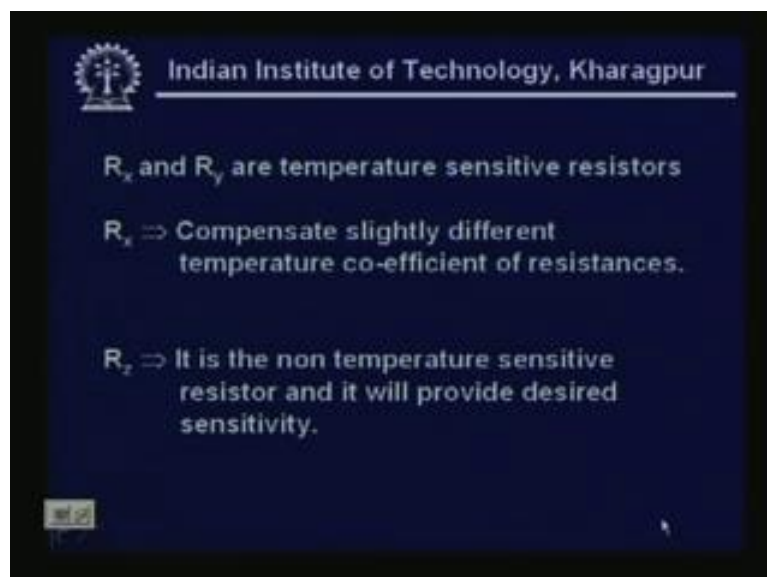 Indian Institute of Technology, Kharagpur
Rx and Ry are temperature sensitive resistors
Rx ⇒ Compensate slightly different
temperature co-efficient of resistances.
Rz ⇒ It is the non temperature sensitive
resistor and it will provide desired
sensitivity.